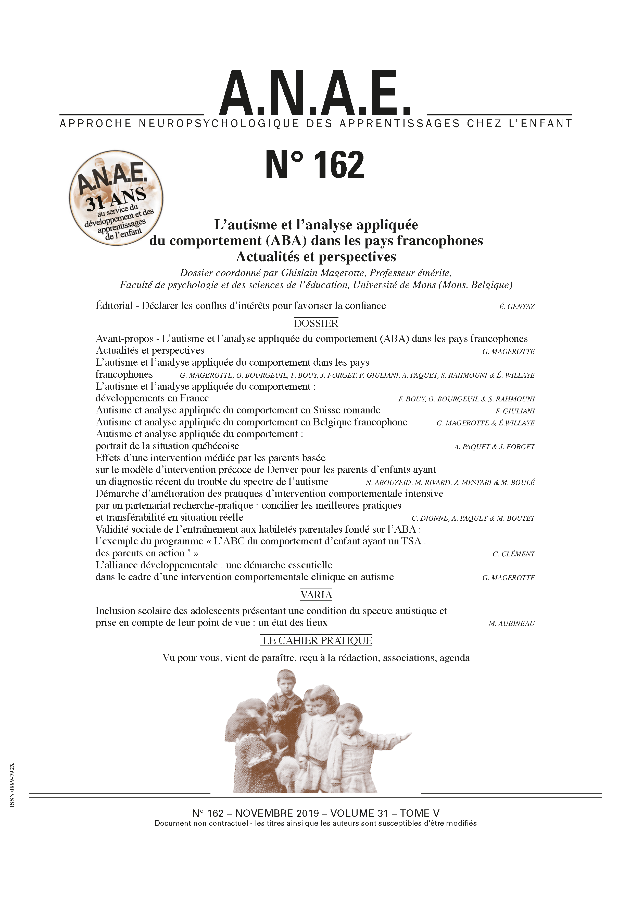 A.N.A.E.
APPROCHE NEUROPSYCHOLOGIQUE DES APPRENTISSAGES CHEZ L'ENFANT
N° 162
A.N.A.E.
31 ANS
au service du
développement et des
apprentissages
de l'enfant
L'autisme et l'analyse appliquée
du comportement (ABA) dans les pays francophones
Actualités et perspectives
Dossier coordonné par Ghislain Magerotte, Professeur émérite,
Faculté de psychologie et des sciences de l'éducation, Université de Mons (Mons, Belgique)
Éditorial - Déclarer les conflits d'intérêts pour favoriser la confiance E. GENTAZ
DOSSIER
Avant-propos - L'autisme et l'analyse appliquée du comportement (ABA) dans les pays francophones
Actualités et perspectives G. MAGEROTTE
L'autisme et l'analyse appliquée du comportement dans les pays
francophones G. MAGEROTTE, O. BOURGEUIL, F. BOUY, J. FORGET, F. GIULIANI, A. PAQUET, S. RAHMOUNI & É. WILLAYE
L'autisme et l'analyse appliquée du comportement :
développements en France F. BOUY, O. BOURGEUIL & S. RAHMOUNI
Autisme et analyse appliquée du comportement en Suisse romande F. GIULIANI
Autisme et analyse appliquée du comportement en Belgique francophone G. MAGEROTTE & É WILLAYE
Autisme et analyse appliquée du comportement :
portrait de la situation québécoise A. PAQUET & J. FORGET
Effets d'une intervention médiée par les parents basée
sur le modèle d'intervention précoce de Denver pour les parents d'enfants ayant
un diagnostic récent du trouble du spectre de l'autisme N. ABOUZEID, M. RIVARD, Z. MESTARI & M. BOULÉ
Démarche d'amélioration des pratiques d'intervention comportementale intensive
par un partenariat recherche-pratique : concilier les meilleures pratiques
et transférabilité en situation réelle C. DIONNE, A. PAQUET & M. BOUTET
Validité sociale de l'entraînement aux habiletés parentales fondé sur l'ABA :
l'exemple du programme « L'ABC du comportement d'enfant ayant un TSA
des parents en action ! » C. CLÉMENT
L'alliance développementale : une démarche essentielle
dans le cadre d'une intervention comportementale clinique en autisme G. MAGEROTTE
VARIA
Inclusion scolaire des adolescents présentant une condition du spectre autistique et
prise en compte de leur point de vue : un état des lieux M. AUBINEAU
LE CAHIER PRATIQUE
Vu pour vous, vient de paraître, reçu à la rédaction, associations, agenda
N° 162 – NOVEMBRE 2019 – VOLUME 31 – TOME V
Document non contractuel - les titres ainsi que les auteurs sont susceptibles d'être modifiés